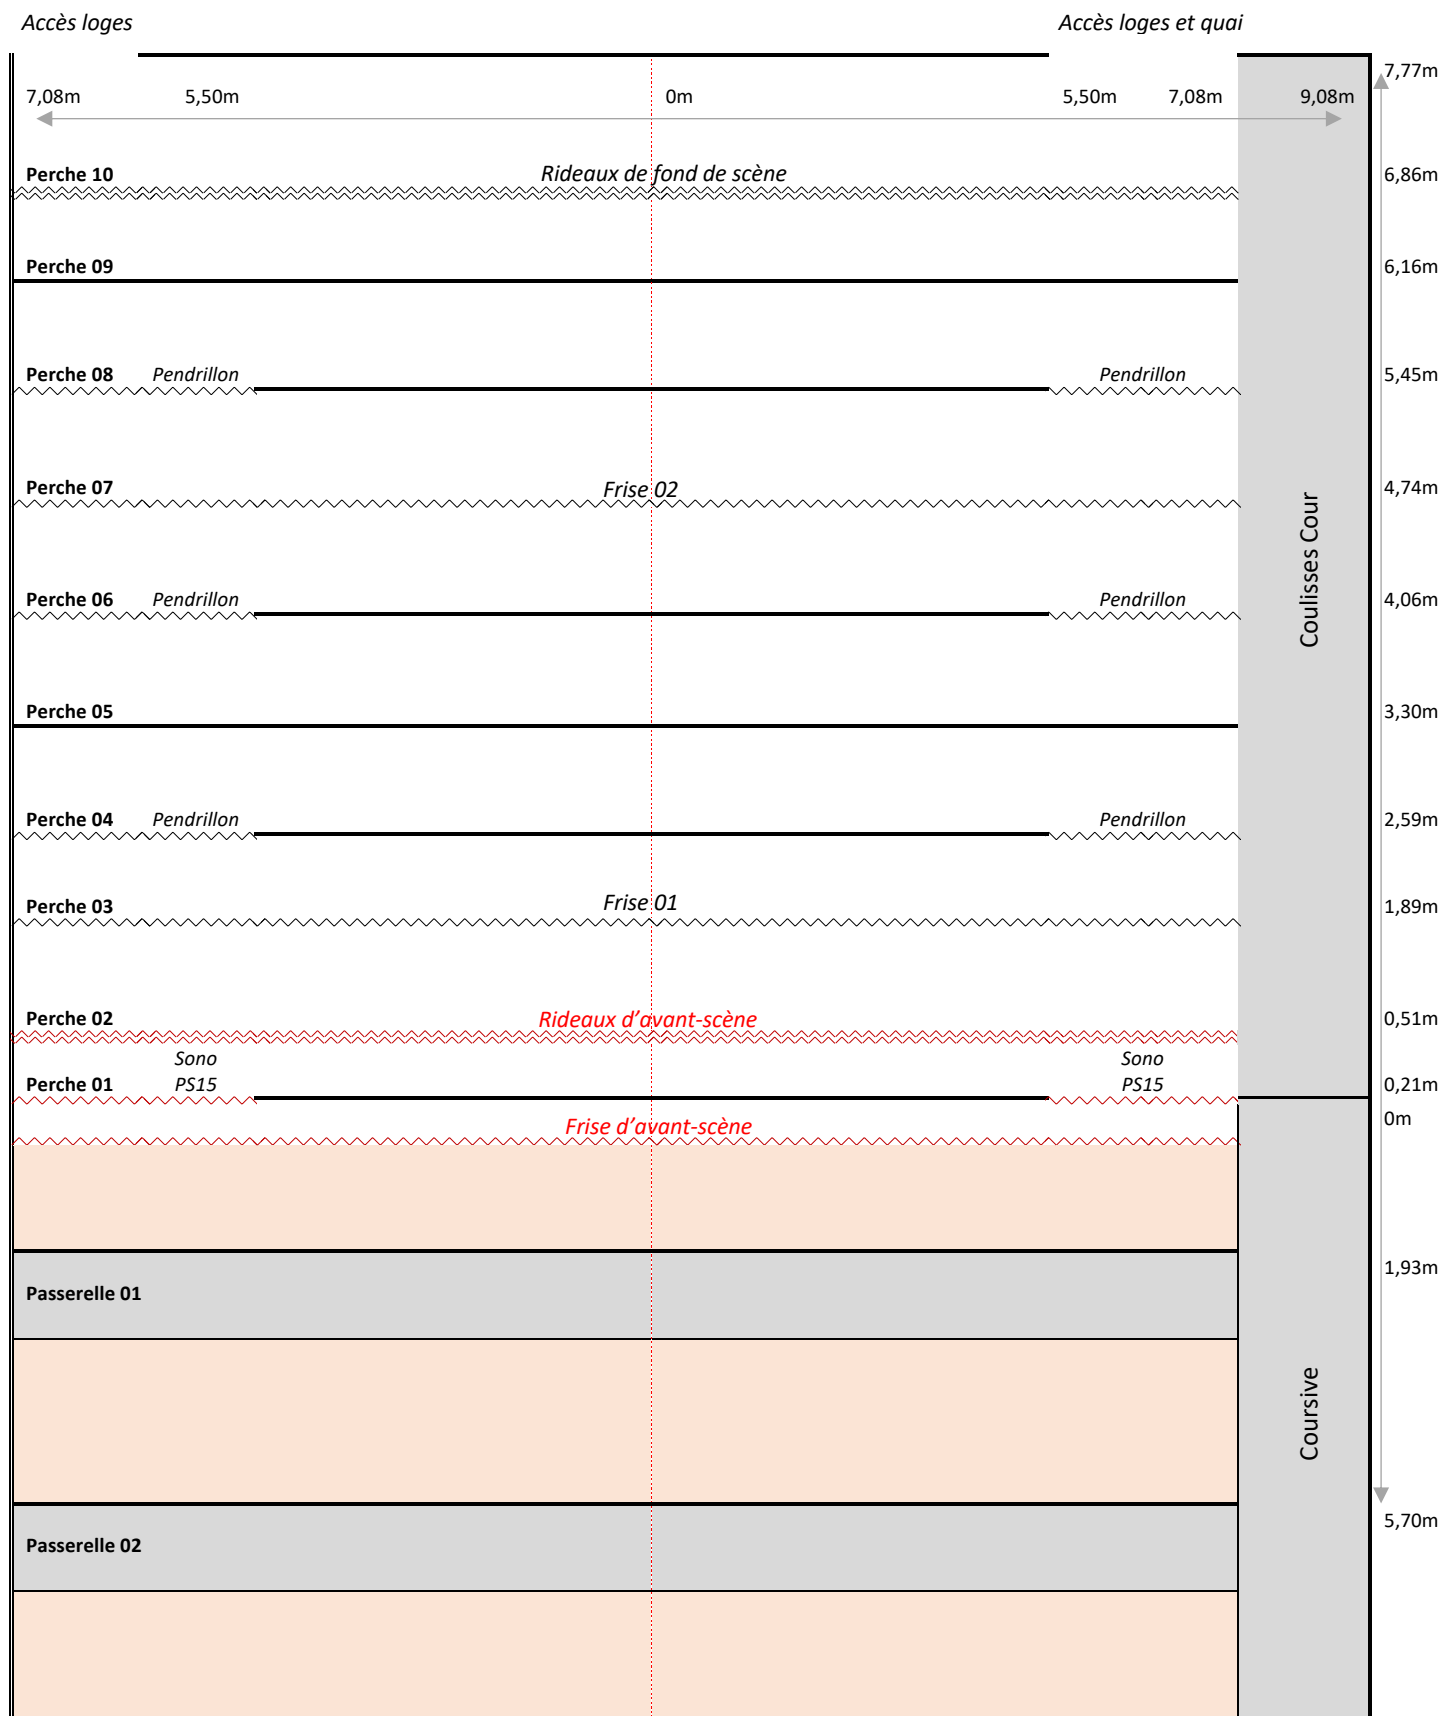 Accès loges
Accès loges et quai
7,77m
7,08m 5,50m 0m 5,50m 7,08m 9,08m
Perche 10 Rideaux de fond de scène 6,86m
Perche 09 6,16m
Perche 08 Pendrillon Pendrillon 5,45m
Perche 07 Frise 02 4,74m
Coulisses Cour
Perche 06 Pendrillon Pendrillon 4,06m
Perche 05 3,30m
Perche 04 Pendrillon Pendrillon 2,59m
Perche 03 Frise 01 1,89m
Perche 02 Rideaux d’avant-scène 0,51m
Sono Sono
Perche 01 PS15 PS15 0,21m
Frise d’avant-scène 0m
1,93m
Passerelle 01
Coursive
5,70m
Passerelle 02